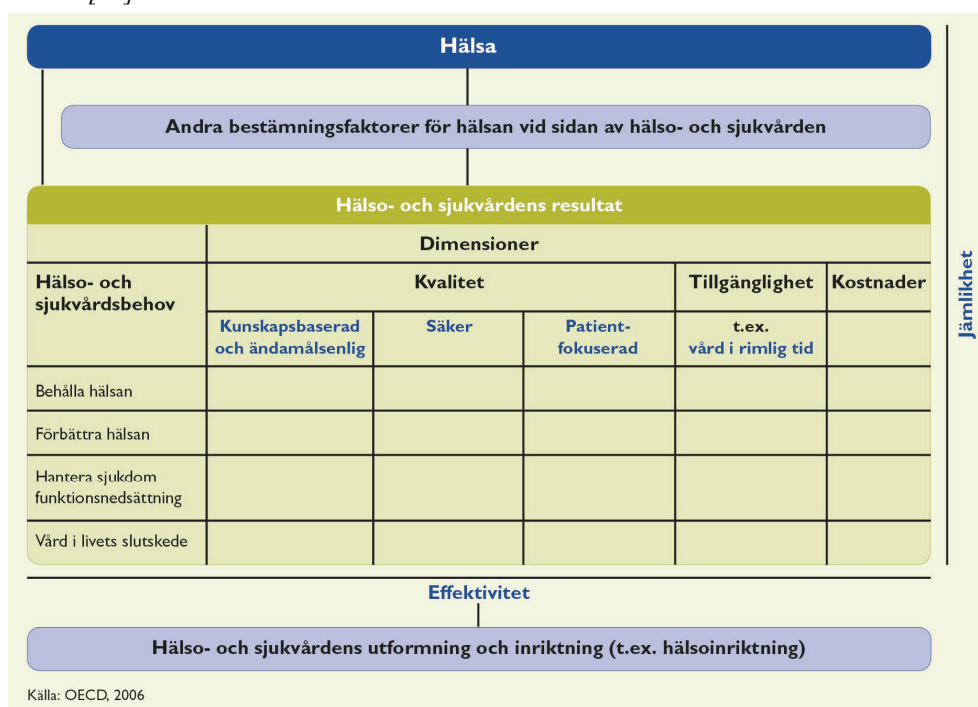 Hälsa
Andra bestämningsfaktorer för hälsan vid sidan av hälso- och sjukvården
Hälso- och sjukvårdens resultat
Dimensioner
Hälso- och
sjukvårdsbehov
Kvalitet
Tillgänglighet
Kostnader
Kunskapsbaserad
och ändamålsenlig
Säker
Patient-
fokuserad
t.ex.
vård i rimlig tid
Behålla hälsan
Förbättra hälsan
Hantera sjukdom
funktionsnedsättning
Vård i livets slutskede
Jämlikhet
Effektivitet
Hälso- och sjukvårdens utformning och inriktning (t.ex. hälsoinriktning)
Källa: OECD, 2006